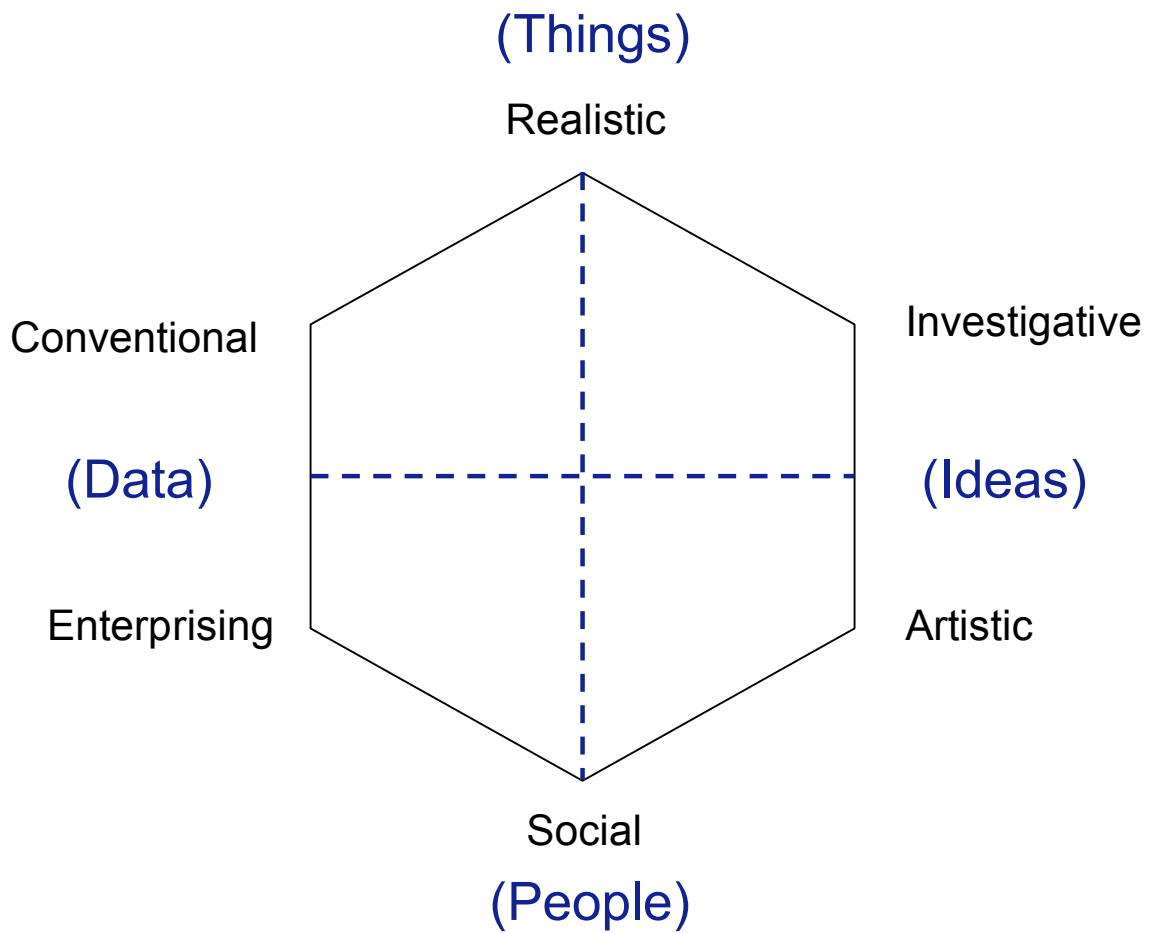 (Things)
Realistic
Conventional
Investigative
(Data)
(Ideas)
Enterprising
Artistic
Social
(People)